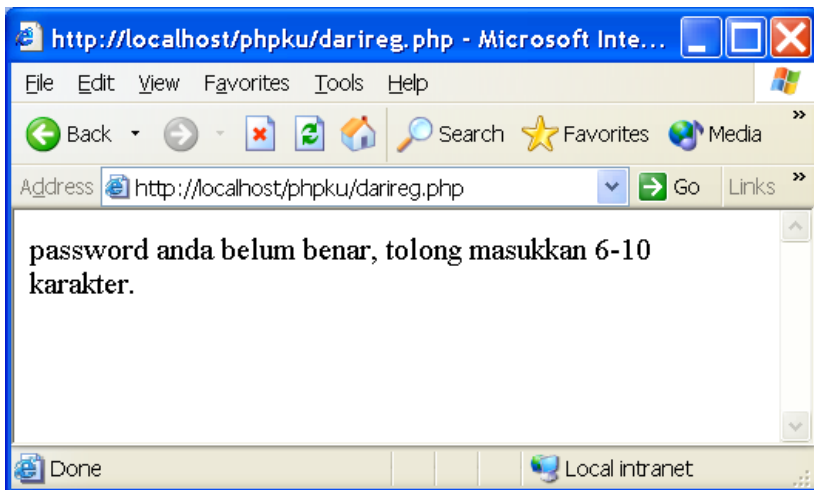 http://localhost/phpku/darireg.php - Microsoft Inte...
File Edit View Favorites Tools Help
Back Search Favorites Media »
Address http://localhost/phpku/darireg.php Go Links »
password anda belum benar, tolong masukkan 6-10
karakter.
Done Local intranet